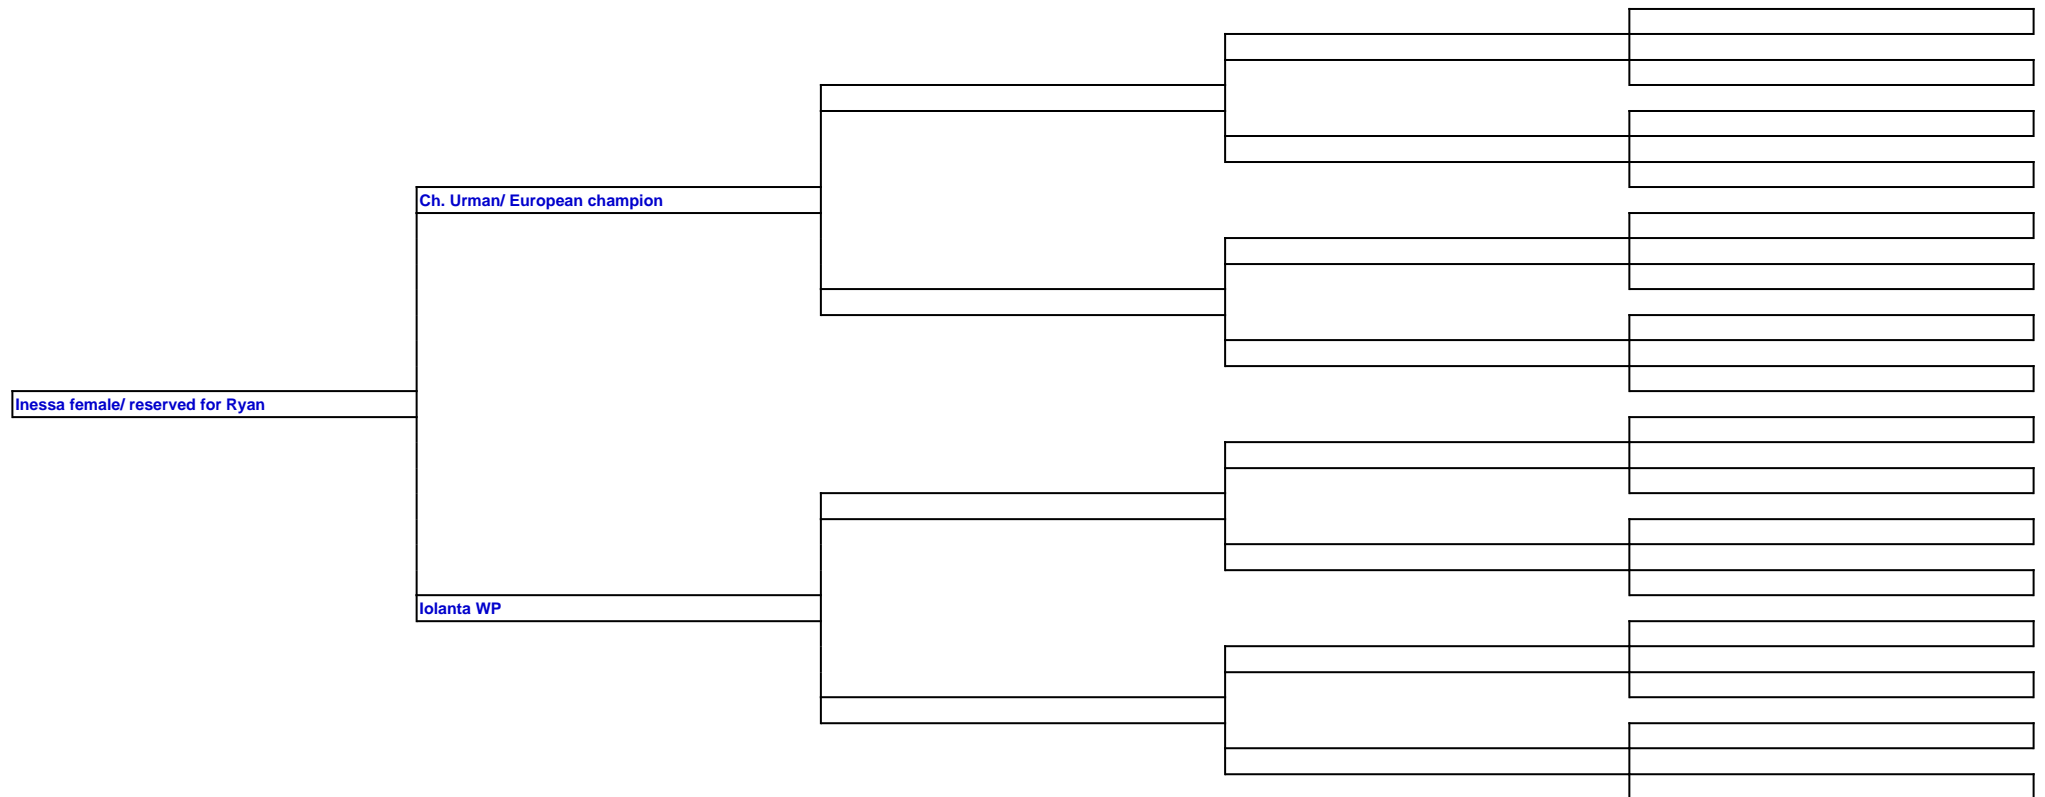 Ch. Urman/ European champion
Inessa female/ reserved for Ryan
Iolanta WP